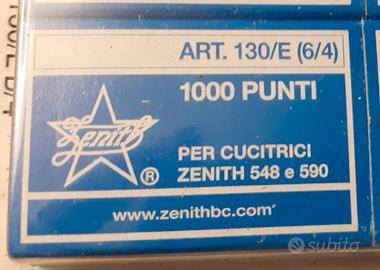 ART. 130/E (6/4)
1000 PUNTI
Zenith
®
PER CUCITRICI
ZENITH 548 e 590
www.zenithbc.com
subito